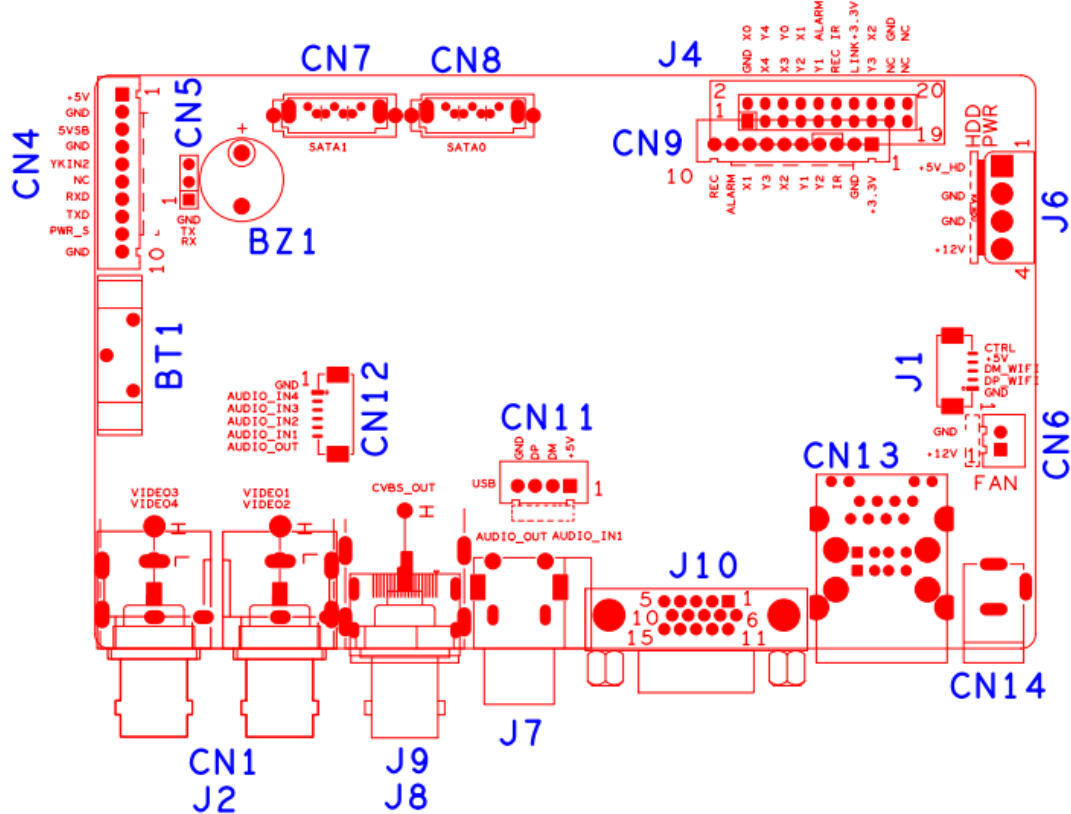 CN7
CN8
J4
GND X0
X4 Y4
X3 Y0
Y2 X1
Y1 ALARM
REC IR
LINK+3.3V
Y3 X2
NC GND
NC NC
2
20
1
19
CN9
10
1
REC
ALARM
X1
Y3
X2
Y1
Y2
IR
GND
+3.3V
CN4
+5V
GND
5VSB
GND
YKIN2
NC
RXD
TXD
PWR_S
GND
1
10
CN5
1
GND
TX
RX
+
BZ1
SATA1
SATA0
HDD
PWR
1
+5V_HD
GND
GND
+12V
4
J6
BT1
J1
CTRL
+5V
DM_WIFI
DP_WIFI
GND
1
CN12
1
GND
AUDIO_IN4
AUDIO_IN3
AUDIO_IN2
AUDIO_IN1
AUDIO_OUT
CN11
GND
DP
DM
+5V
USB
1
CN6
GND
+12V
1
FAN
CN13
VIDEO3
VIDEO4
VIDEO1
VIDEO2
CVBS_OUT
AUDIO_OUT AUDIO_IN1
J10
5
1
10
6
15
11
CN14
CN1
J2
J9
J8
J7